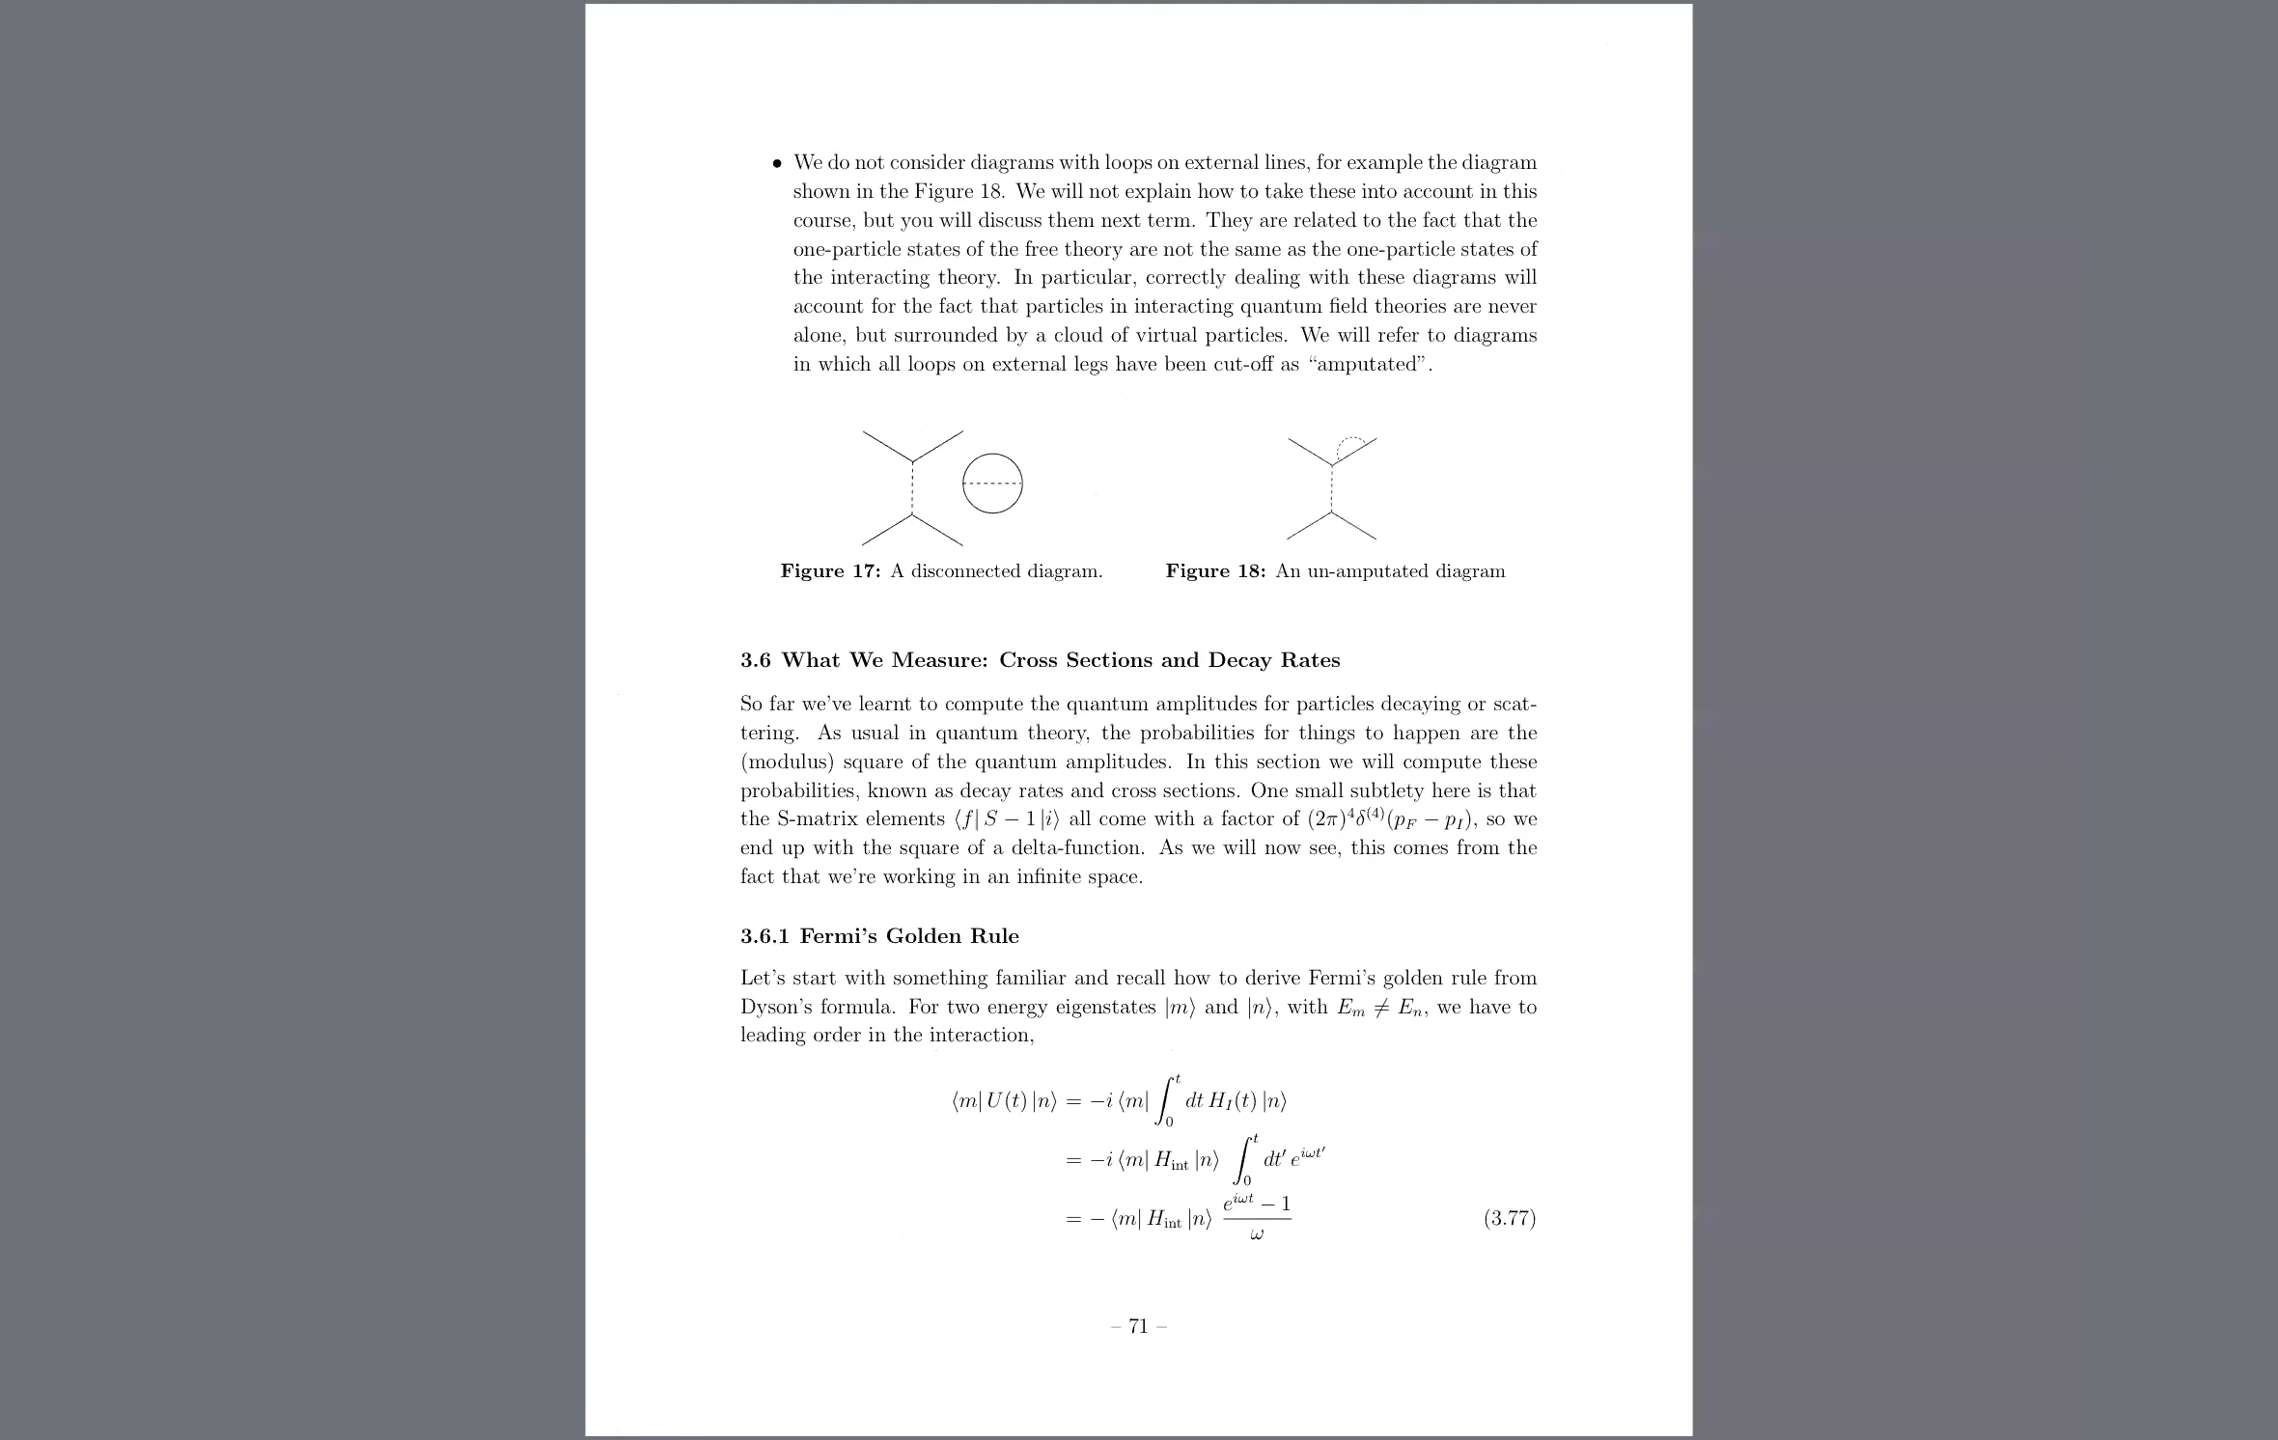 • We do not consider diagrams with loops on external lines, for example the diagram
shown in the Figure 18. We will not explain how to take these into account in this
course, but you will discuss them next term. They are related to the fact that the
one-particle states of the free theory are not the same as the one-particle states of
the interacting theory. In particular, correctly dealing with these diagrams will
account for the fact that particles in interacting quantum field theories are never
alone, but surrounded by a cloud of virtual particles. We will refer to diagrams
in which all loops on external legs have been cut-off as “amputated”.
Figure 17: A disconnected diagram.
Figure 18: An un-amputated diagram
3.6 What We Measure: Cross Sections and Decay Rates
So far we’ve learnt to compute the quantum amplitudes for particles decaying or scat-
tering. As usual in quantum theory, the probabilities for things to happen are the
(modulus) square of the quantum amplitudes. In this section we will compute these
probabilities, known as decay rates and cross sections. One small subtlety here is that
the S-matrix elements ⟨f| S − 1 |i⟩ all come with a factor of (2π)⁴δ⁽⁴⁾(p_F − p_I), so we
end up with the square of a delta-function. As we will now see, this comes from the
fact that we’re working in an infinite space.
3.6.1 Fermi’s Golden Rule
Let’s start with something familiar and recall how to derive Fermi’s golden rule from
Dyson’s formula. For two energy eigenstates |m⟩ and |n⟩, with E_m ≠ E_n, we have to
leading order in the interaction,
⟨m| U(t) |n⟩ = −i ⟨m| ∫_0^t dt H_I(t) |n⟩
= −i ⟨m| H_int |n⟩ ∫_0^t dt′ e^{iωt′}
= − ⟨m| H_int |n⟩ (e^{iωt} − 1)/ω (3.77)
– 71 –